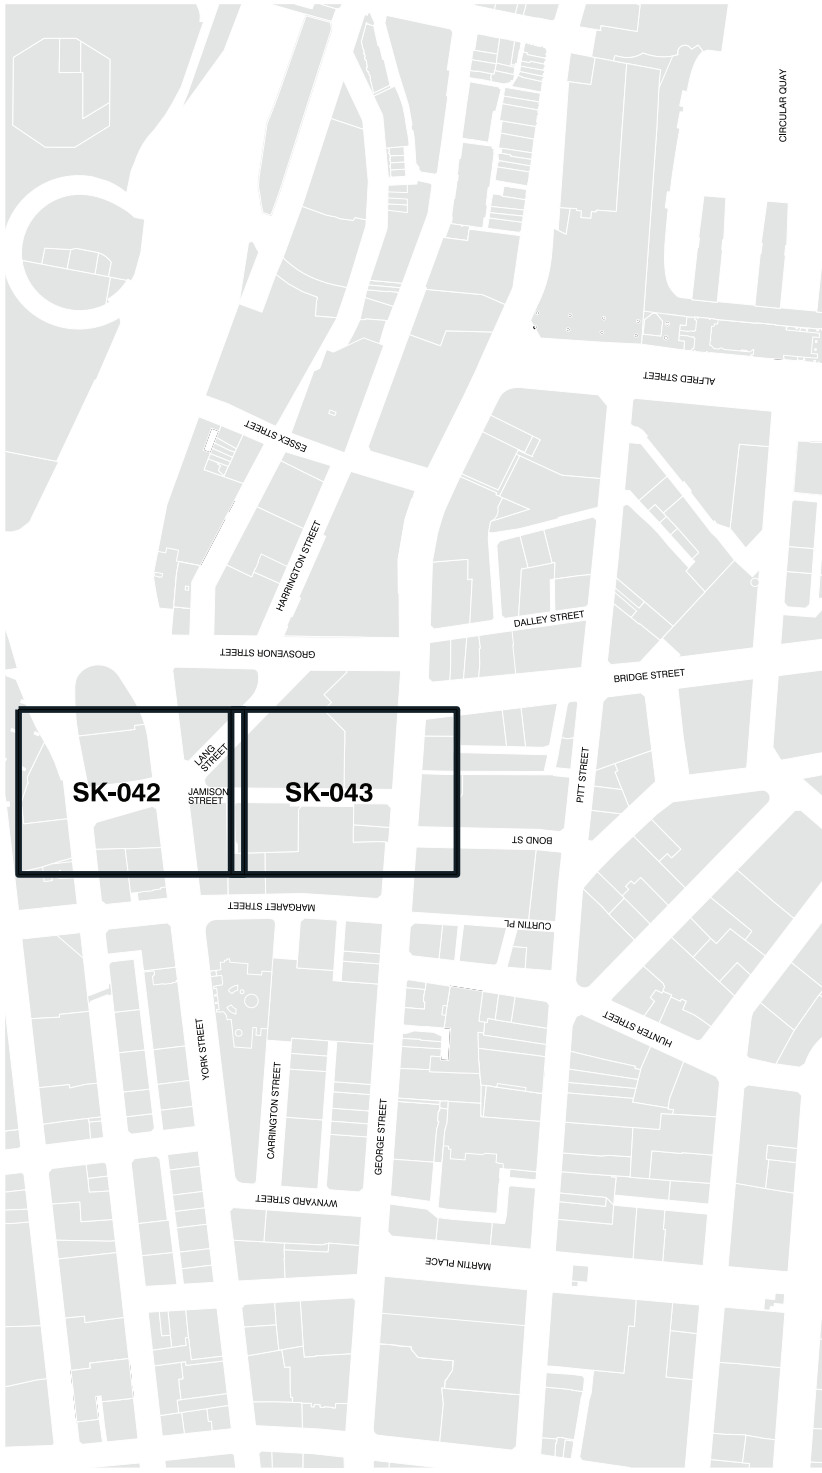 CIRCULAR QUAY
ALFRED STREET
ESSEX STREET
HARRINGTON STREET
DALLEY STREET
GROSVENOR STREET
BRIDGE STREET
LANG
STREET
PITT STREET
SK-042
JAMISON
STREET
SK-043
BOND ST
MARGARET STREET
CURTIN PL
HUNTER STREET
YORK STREET
CARRINGTON STREET
GEORGE STREET
WYNYARD STREET
MARTIN PLACE